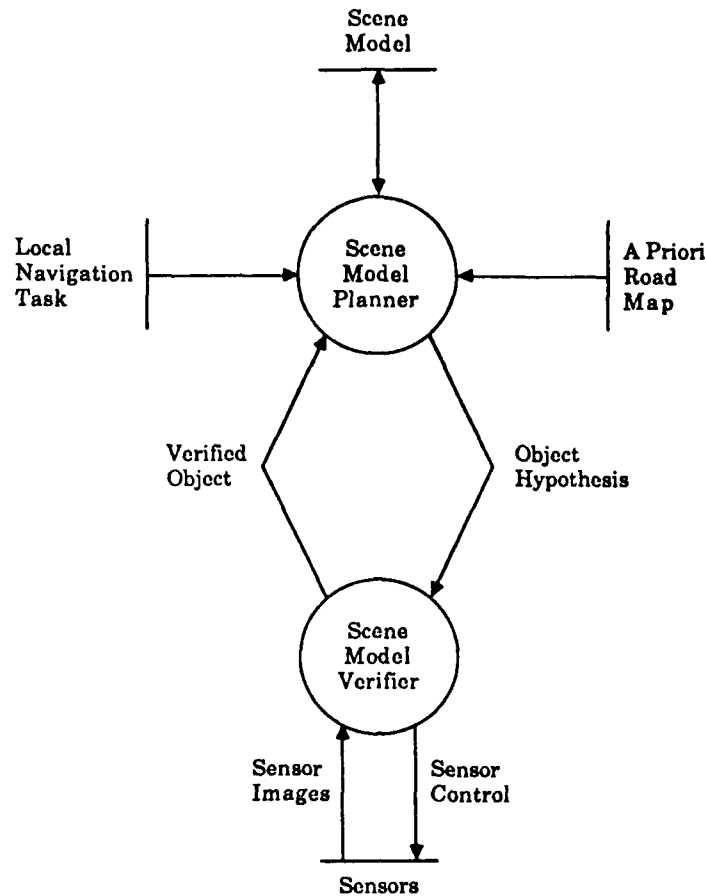 Scene
Model
Local
Navigation
Task
Scene
Model
Planner
A Priori
Road
Map
Verified
Object
Object
Hypothesis
Scene
Model
Verifier
Sensor
Images
Sensor
Control
Sensors